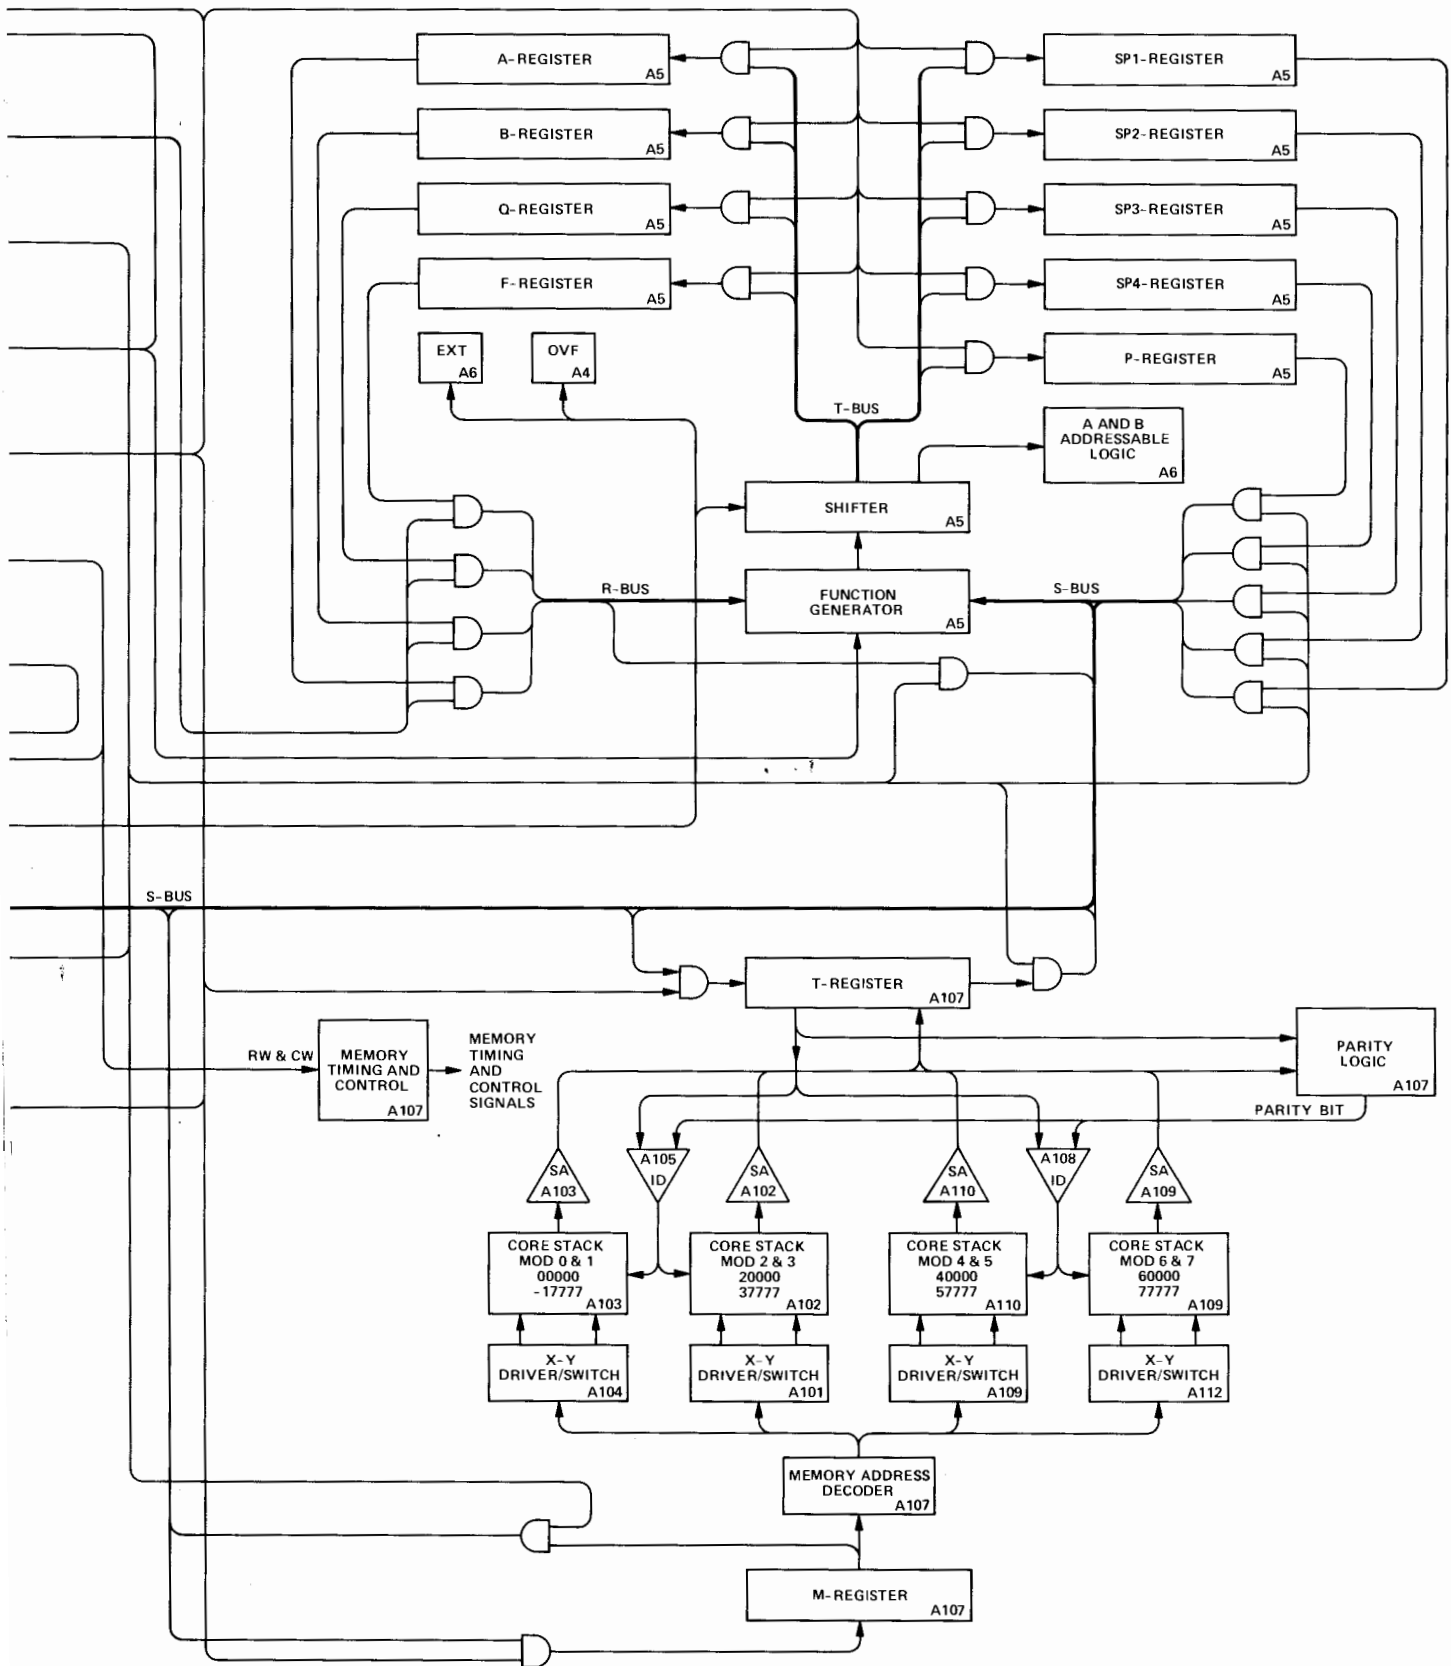 A-REGISTER
A5
SP1-REGISTER
A5
B-REGISTER
A5
SP2-REGISTER
A5
Q-REGISTER
A5
SP3-REGISTER
A5
F-REGISTER
A5
SP4-REGISTER
A5
EXT
A6
OVF
A4
P-REGISTER
A5
T-BUS
A AND B
ADDRESSABLE
LOGIC
A6
SHIFTER
A5
R-BUS
FUNCTION
GENERATOR
A5
S-BUS
S-BUS
T-REGISTER
A107
RW & CW
MEMORY
TIMING AND
CONTROL
A107
MEMORY
TIMING
AND
CONTROL
SIGNALS
PARITY
LOGIC
A107
PARITY BIT
SA
A103
A105
ID
SA
A102
SA
A110
A108
ID
SA
A109
CORE STACK
MOD 0 & 1
00000
-17777
A103
CORE STACK
MOD 2 & 3
20000
37777
A102
CORE STACK
MOD 4 & 5
40000
57777
A110
CORE STACK
MOD 6 & 7
60000
77777
A109
X-Y
DRIVER/SWITCH
A104
X-Y
DRIVER/SWITCH
A101
X-Y
DRIVER/SWITCH
A109
X-Y
DRIVER/SWITCH
A112
MEMORY ADDRESS
DECODER
A107
M-REGISTER
A107